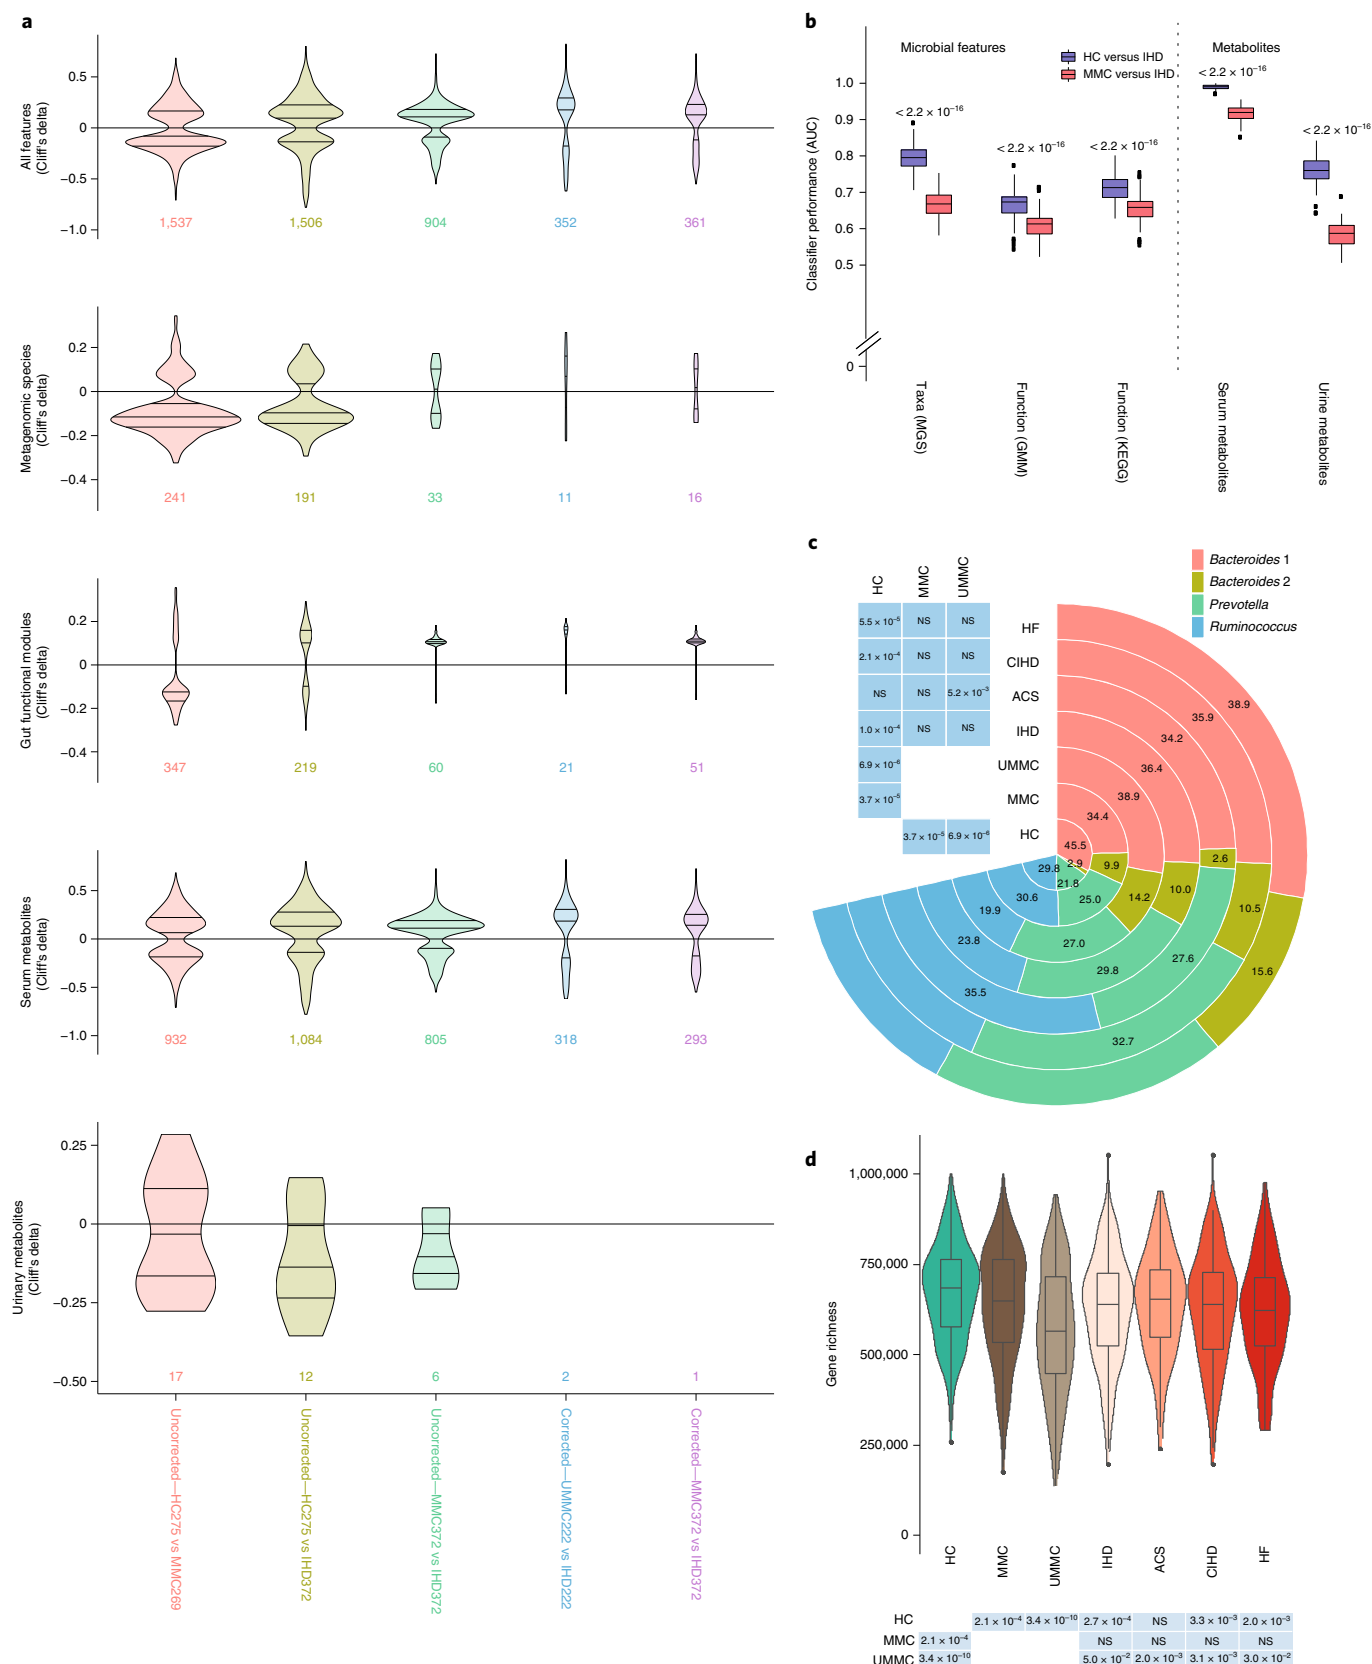 a
All features
(Cliff's delta)
0.5
0
−0.5
−1.0
1,537
1,506
904
352
361
Metagenomic species
(Cliff's delta)
0.2
0
−0.2
−0.4
241
191
33
11
16
Gut functional modules
(Cliff's delta)
0.2
0
−0.2
−0.4
347
219
60
21
51
Serum metabolites
(Cliff's delta)
0.5
0
−0.5
−1.0
932
1,084
805
318
293
Urinary metabolites
(Cliff's delta)
0.25
0
−0.25
−0.50
17
12
6
2
1
Uncorrected—HC275 vs MMC269
Uncorrected—HC275 vs IHD372
Uncorrected—MMC372 vs IHD372
Corrected—UMMC222 vs IHD222
Corrected—MMC372 vs IHD372
b
Microbial features
HC versus IHD
MMC versus IHD
Metabolites
Classifier performance (AUC)
1.0
0.9
0.8
0.7
0.6
0.5
0
< 2.2 × 10⁻¹⁶
< 2.2 × 10⁻¹⁶
< 2.2 × 10⁻¹⁶
< 2.2 × 10⁻¹⁶
< 2.2 × 10⁻¹⁶
Taxa (MGS)
Function (GMM)
Function (KEGG)
Serum metabolites
Urine metabolites
c
Bacteroides 1
Bacteroides 2
Prevotella
Ruminococcus
HC MMC UMMC
5.5 × 10⁻⁵ NS NS HF
2.1 × 10⁻⁴ NS NS CIHD
NS NS 5.2 × 10⁻³ ACS
1.0 × 10⁻⁴ NS NS IHD
6.9 × 10⁻⁶ UMMC
3.7 × 10⁻⁵ MMC
3.7 × 10⁻⁵ 6.9 × 10⁻⁶ HC
38.9
35.9
34.2
36.4
38.9
34.4
45.5
2.9
9.9
14.2
10.0
2.6
10.5
15.6
21.8
25.0
27.0
29.8
27.6
32.7
29.8
30.6
19.9
23.8
35.5
d
Gene richness
1,000,000
750,000
500,000
250,000
0
HC
MMC
UMMC
IHD
ACS
CIHD
HF
HC 2.1 × 10⁻⁴ 3.4 × 10⁻¹⁰ 2.7 × 10⁻⁴ NS 3.3 × 10⁻³ 2.0 × 10⁻³
MMC 2.1 × 10⁻⁴ NS NS NS NS
UMMC 3.4 × 10⁻¹⁰ 5.0 × 10⁻² 2.0 × 10⁻³ 3.1 × 10⁻³ 3.0 × 10⁻²